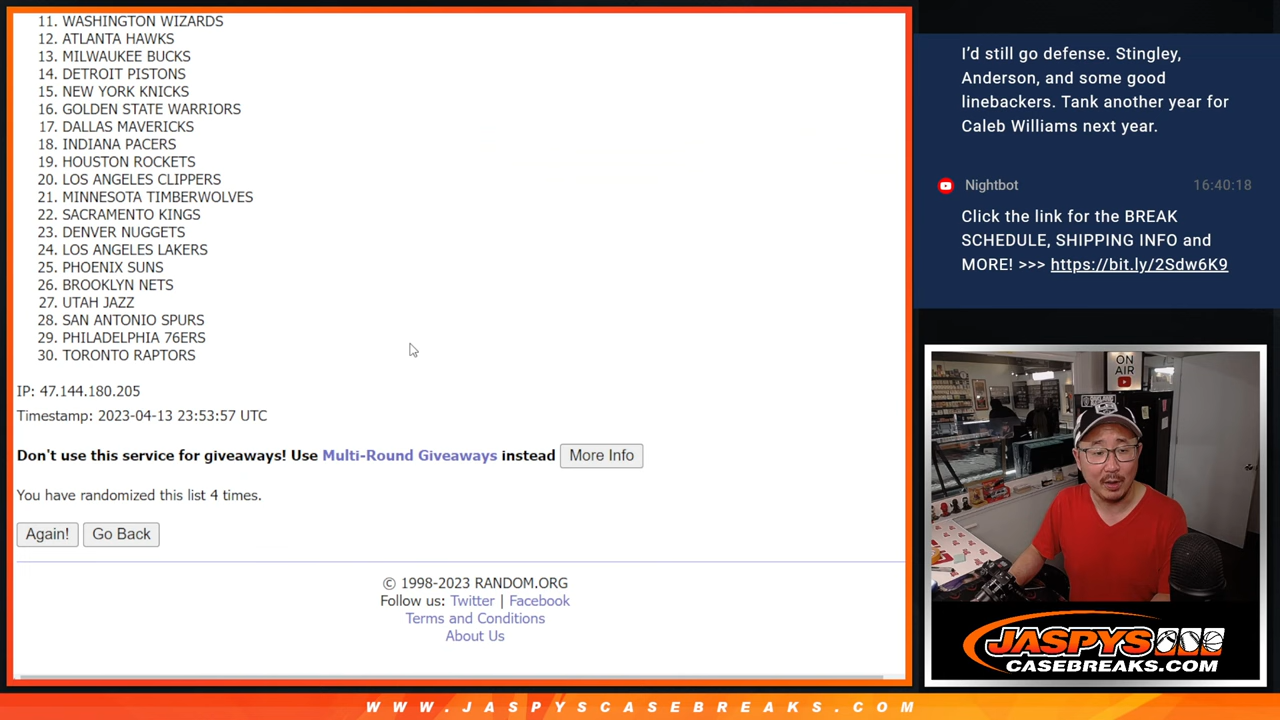 11. WASHINGTON WIZARDS
12. ATLANTA HAWKS
13. MILWAUKEE BUCKS
14. DETROIT PISTONS
15. NEW YORK KNICKS
16. GOLDEN STATE WARRIORS
17. DALLAS MAVERICKS
18. INDIANA PACERS
19. HOUSTON ROCKETS
20. LOS ANGELES CLIPPERS
21. MINNESOTA TIMBERWOLVES
22. SACRAMENTO KINGS
23. DENVER NUGGETS
24. LOS ANGELES LAKERS
25. PHOENIX SUNS
26. BROOKLYN NETS
27. UTAH JAZZ
28. SAN ANTONIO SPURS
29. PHILADELPHIA 76ERS
30. TORONTO RAPTORS
IP: 47.144.180.205
Timestamp: 2023-04-13 23:53:57 UTC
Don't use this service for giveaways! Use Multi-Round Giveaways instead More Info
You have randomized this list 4 times.
Again! Go Back
© 1998-2023 RANDOM.ORG
Follow us: Twitter | Facebook
Terms and Conditions
About Us
I'd still go defense. Stingley,
Anderson, and some good
linebackers. Tank another year for
Caleb Williams next year.
Nightbot 16:40:18
Click the link for the BREAK
SCHEDULE, SHIPPING INFO and
MORE! >>> https://bit.ly/2Sdw6K9
ON
AIR
JASPYS
CASEBREAKS.COM
WWW.JASPYSCASEBREAKS.COM